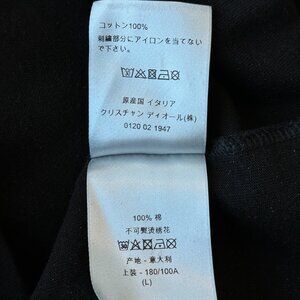 コットン100%
刺繍部分にアイロンを当てない
で下さい。
原産国 イタリア
クリスチャン ディオール(株)
0120 02 1947
100% 棉
不可熨烫绣花
产地 - 意大利
上装 - 180/100A
(L)